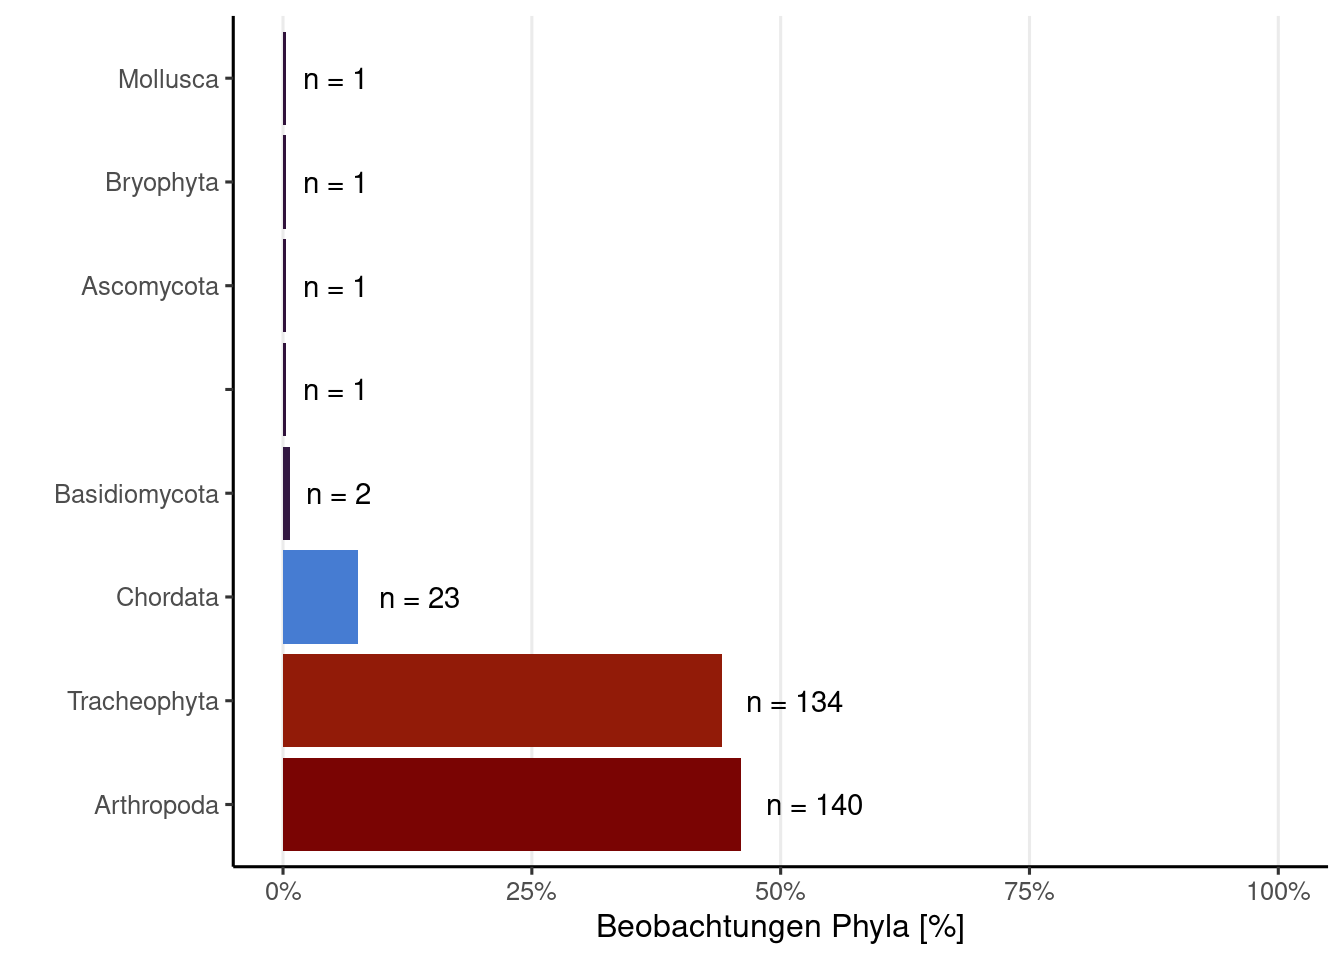 Mollusca n = 1
Bryophyta n = 1
Ascomycota n = 1
n = 1
Basidiomycota n = 2
Chordata n = 23
Tracheophyta n = 134
Arthropoda n = 140
0% 25% 50% 75% 100%
Beobachtungen Phyla [%]